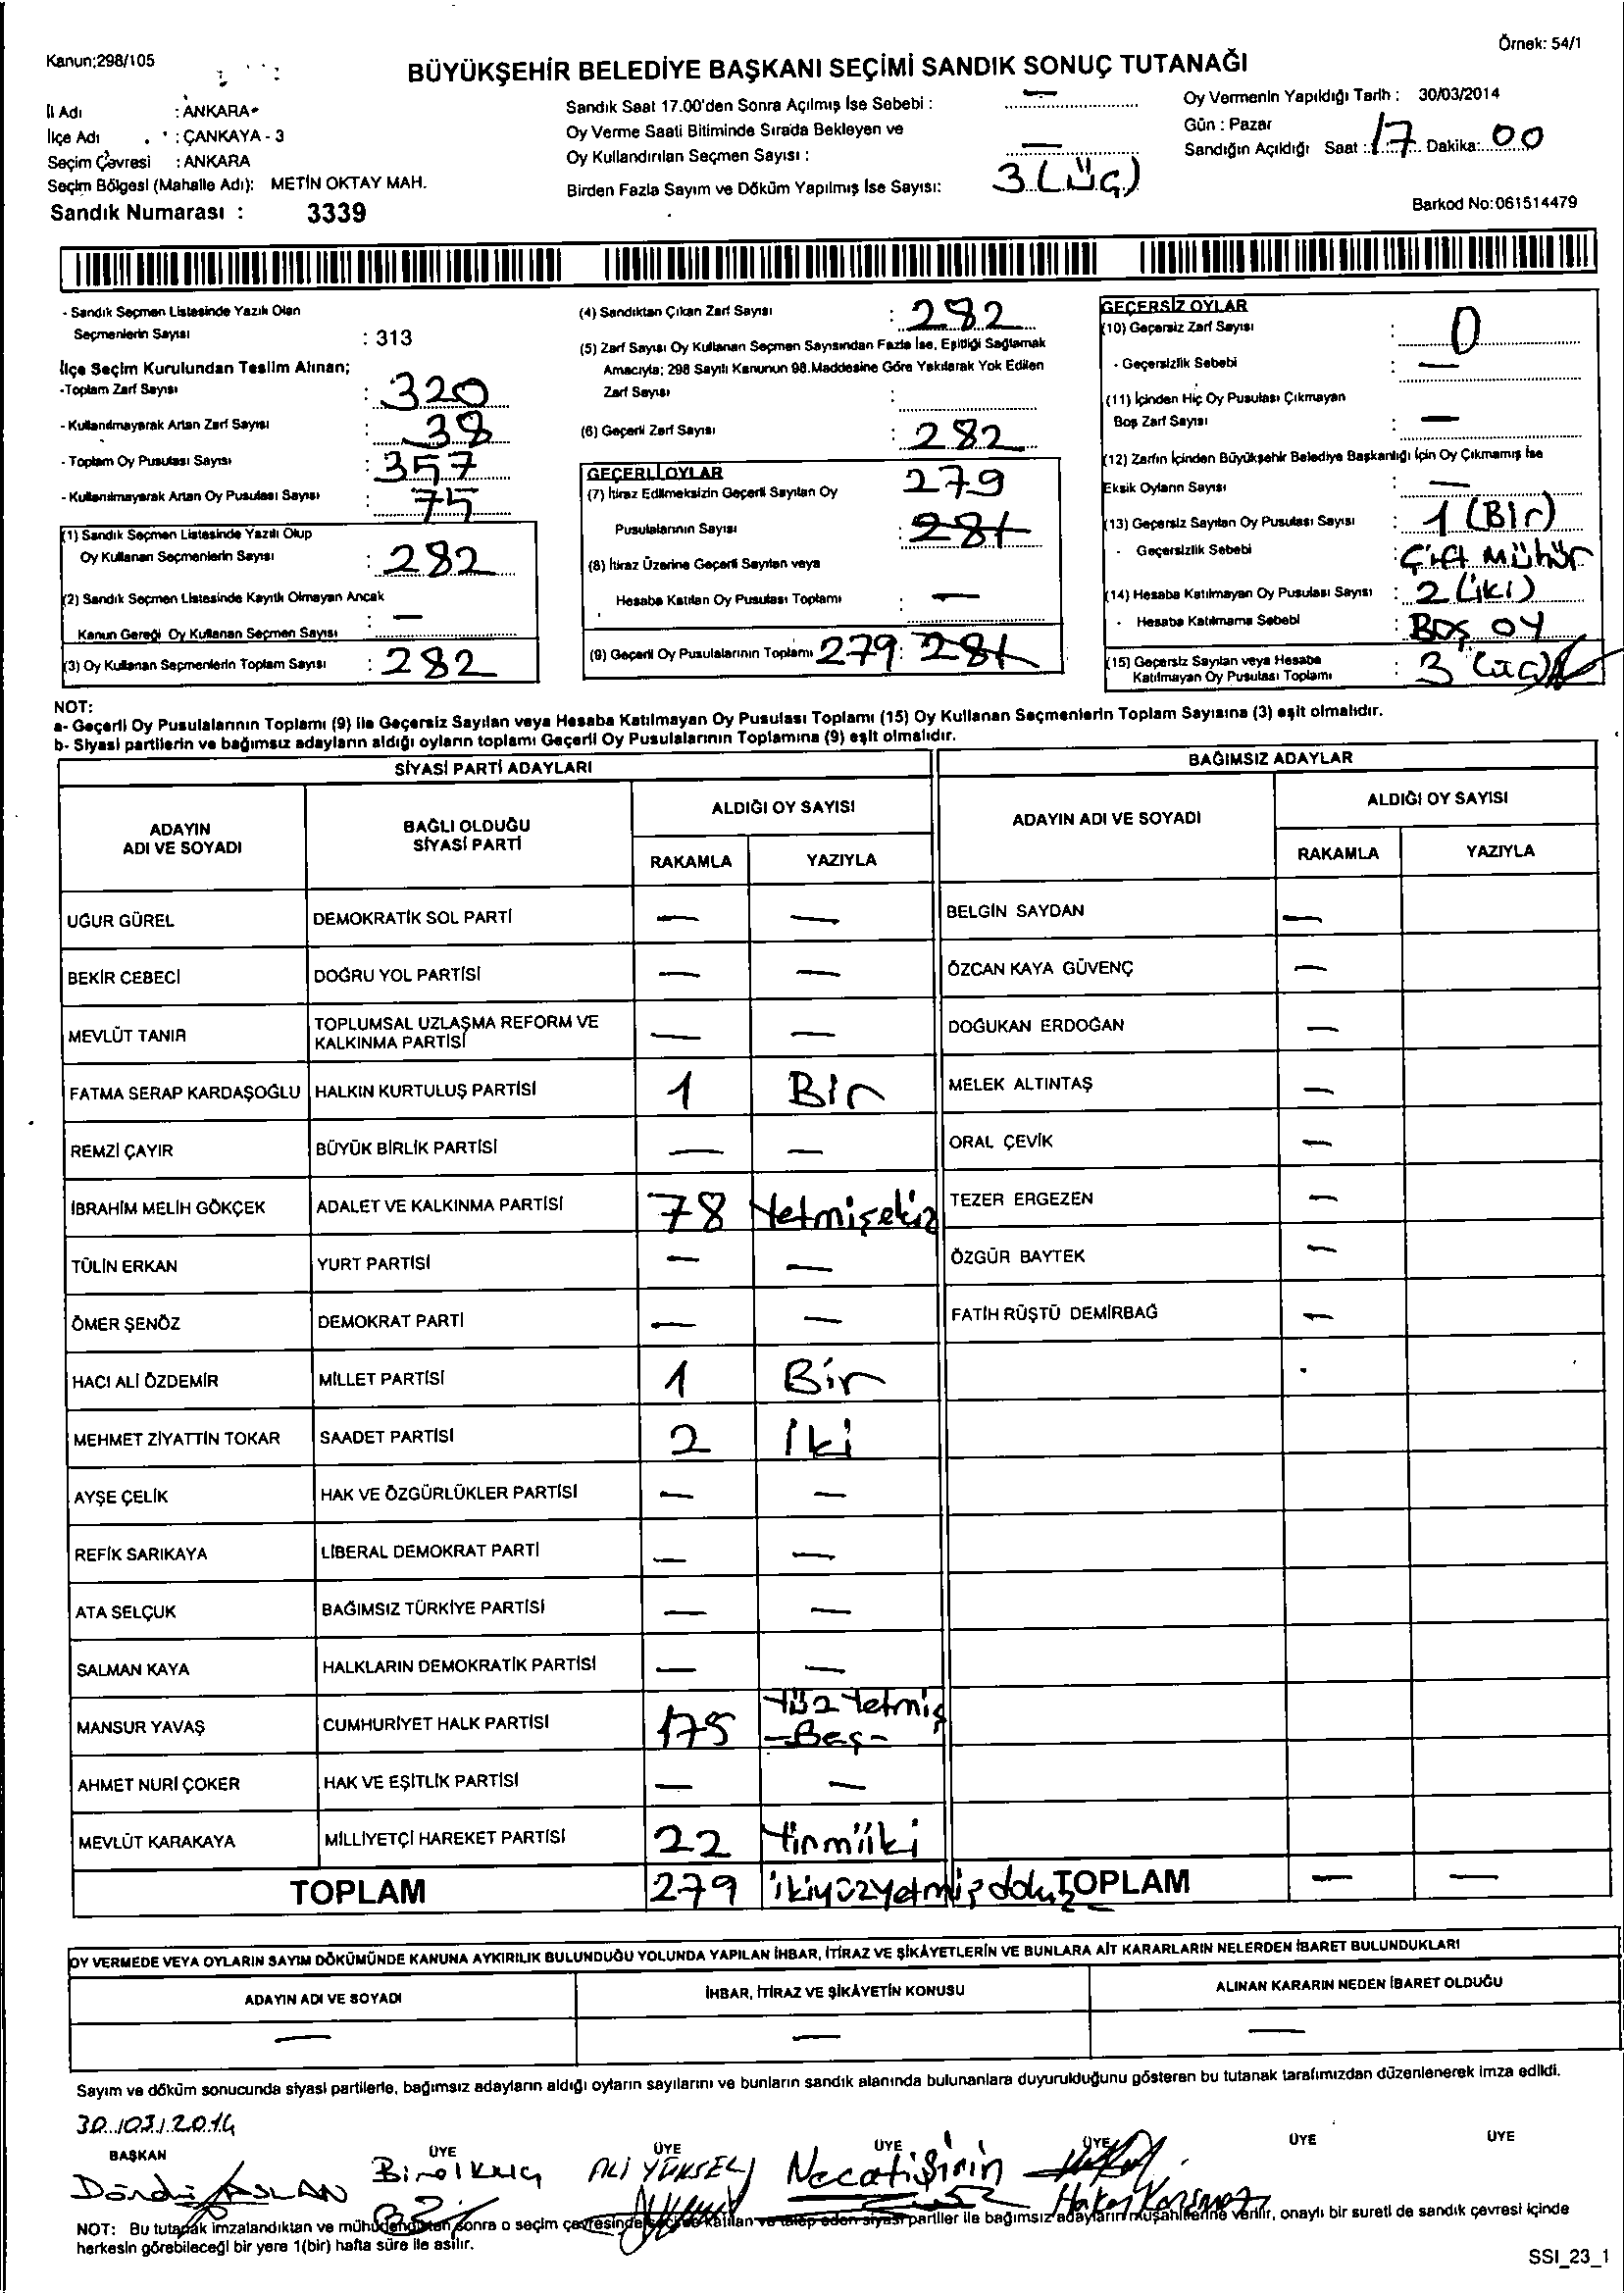 Kanun;298/105
Örnek: 54/1
BÜYÜKŞEHİR BELEDİYE BAŞKANI SEÇİMİ SANDIK SONUÇ TUTANAĞI
İl Adı : ANKARA
İlçe Adı : ÇANKAYA - 3
Seçim Çevresi : ANKARA
Seçim Bölgesi (Mahalle Adı): METİN OKTAY MAH.
Sandık Numarası : 3339
Sandık Saat 17.00'den Sonra Açılmış İse Sebebi : —
Oy Verme Saati Bitiminde Sırada Bekleyen ve
Oy Kullandırılan Seçmen Sayısı : —
Birden Fazla Sayım ve Döküm Yapılmış İse Sayısı: 3 (üç)
Oy Vermenin Yapıldığı Tarih : 30/03/2014
Gün : Pazar
Sandığın Açıldığı Saat : 17 Dakika: 00
Barkod No:061514479
- Sandık Seçmen Listesinde Yazılı Olan
Seçmenlerin Sayısı : 313
İlçe Seçim Kurulundan Teslim Alınan;
-Toplam Zarf Sayısı : 320
- Kullanılmayarak Artan Zarf Sayısı : 38
- Toplam Oy Pusulası Sayısı : 357
- Kullanılmayarak Artan Oy Pusulası Sayısı : 75
(1) Sandık Seçmen Listesinde Yazılı Olup
Oy Kullanan Seçmenlerin Sayısı : 282
(2) Sandık Seçmen Listesinde Kayıtlı Olmayan Ancak
Kanun Gereği Oy Kullanan Seçmen Sayısı : —
(3) Oy Kullanan Seçmenlerin Toplam Sayısı : 282
(4) Sandıktan Çıkan Zarf Sayısı : 282
(5) Zarf Sayısı Oy Kullanan Seçmen Sayısından Fazla İse, Eşitliği Sağlamak
Amacıyla; 298 Sayılı Kanunun 98.Maddesine Göre Yakılarak Yok Edilen
Zarf Sayısı :
(6) Geçerli Zarf Sayısı : 282
GEÇERLİ OYLAR
(7) İtiraz Edilmeksizin Geçerli Sayılan Oy 279
Pusulalarının Sayısı : 281
(8) İtiraz Üzerine Geçerli Sayılan veya
Hesaba Katılan Oy Pusulası Toplamı : —
(9) Geçerli Oy Pusulalarının Toplamı 279: 281
GEÇERSİZ OYLAR
(10) Geçersiz Zarf Sayısı : 0
- Geçersizlik Sebebi : —
(11) İçinden Hiç Oy Pusulası Çıkmayan
Boş Zarf Sayısı : —
(12) Zarfın İçinden Büyükşehir Belediye Başkanlığı İçin Oy Çıkmamış İse
Eksik Oyların Sayısı : —
(13) Geçersiz Sayılan Oy Pusulası Sayısı : 1 (Bir)
- Geçersizlik Sebebi : Çift Mühür
(14) Hesaba Katılmayan Oy Pusulası Sayısı : 2 (iki)
- Hesaba Katılmama Sebebi : Boş oy
(15) Geçersiz Sayılan veya Hesaba
Katılmayan Oy Pusulası Toplamı : 3 (üç)
NOT:
a- Geçerli Oy Pusulalarının Toplamı (9) ile Geçersiz Sayılan veya Hesaba Katılmayan Oy Pusulası Toplamı (15) Oy Kullanan Seçmenlerin Toplam Sayısına (3) eşit olmalıdır.
b- Siyasi partilerin ve bağımsız adayların aldığı oyların toplamı Geçerli Oy Pusulalarının Toplamına (9) eşit olmalıdır.
SİYASİ PARTİ ADAYLARI
BAĞIMSIZ ADAYLAR
ADAYIN
ADI VE SOYADI
BAĞLI OLDUĞU
SİYASİ PARTİ
ALDIĞI OY SAYISI
RAKAMLA YAZIYLA
ADAYIN ADI VE SOYADI
ALDIĞI OY SAYISI
RAKAMLA YAZIYLA
UĞUR GÜREL DEMOKRATİK SOL PARTİ — — BELGİN SAYDAN —
BEKİR CEBECİ DOĞRU YOL PARTİSİ — — ÖZCAN KAYA GÜVENÇ —
MEVLÜT TANIR TOPLUMSAL UZLAŞMA REFORM VE
KALKINMA PARTİSİ — — DOĞUKAN ERDOĞAN —
FATMA SERAP KARDAŞOĞLU HALKIN KURTULUŞ PARTİSİ 1 Bir MELEK ALTINTAŞ —
REMZİ ÇAYIR BÜYÜK BİRLİK PARTİSİ — — ORAL ÇEVİK —
İBRAHİM MELİH GÖKÇEK ADALET VE KALKINMA PARTİSİ 78 Yetmişekiz TEZER ERGEZEN —
TÜLİN ERKAN YURT PARTİSİ — — ÖZGÜR BAYTEK —
ÖMER ŞENÖZ DEMOKRAT PARTİ — — FATİH RÜŞTÜ DEMİRBAĞ —
HACI ALİ ÖZDEMİR MİLLET PARTİSİ 1 Bir
MEHMET ZİYATTİN TOKAR SAADET PARTİSİ 2 İki
AYŞE ÇELİK HAK VE ÖZGÜRLÜKLER PARTİSİ — —
REFİK SARIKAYA LİBERAL DEMOKRAT PARTİ — —
ATA SELÇUK BAĞIMSIZ TÜRKİYE PARTİSİ — —
SALMAN KAYA HALKLARIN DEMOKRATİK PARTİSİ — —
MANSUR YAVAŞ CUMHURİYET HALK PARTİSİ 175 Yüz Yetmiş
-Beş-
AHMET NURİ ÇOKER HAK VE EŞİTLİK PARTİSİ — —
MEVLÜT KARAKAYA MİLLİYETÇİ HAREKET PARTİSİ 22 Yirmiiki
TOPLAM 279 ikiyüzyetmişdokuz TOPLAM — —
OY VERMEDE VEYA OYLARIN SAYIM DÖKÜMÜNDE KANUNA AYKIRILIK BULUNDUĞU YOLUNDA YAPILAN İHBAR, İTİRAZ VE ŞİKÂYETLERİN VE BUNLARA AİT KARARLARIN NELERDEN İBARET BULUNDUKLARI
ADAYIN ADI VE SOYADI İHBAR, İTİRAZ VE ŞİKÂYETİN KONUSU ALINAN KARARIN NEDEN İBARET OLDUĞU
— — —
Sayım ve döküm sonucunda siyasi partilerle, bağımsız adayların aldığı oyların sayılarını ve bunların sandık alanında bulunanlara duyurulduğunu gösteren bu tutanak tarafımızdan düzenlenerek imza edildi.
30/03/2014
BAŞKAN ÜYE ÜYE ÜYE ÜYE ÜYE ÜYE
ASLAN Birol Kılıç ALİ YÜKSEL Necati Şirin Hakan
NOT: Bu tutanak imzalandıktan ve mühürlendikten sonra o seçim çevresinde katılan ve talep eden siyasi partiler ile bağımsız adayların müşahitlerine verilir, onaylı bir sureti de sandık çevresi içinde
herkesin görebileceği bir yere 1(bir) hafta süre ile asılır.
SSI_23_1